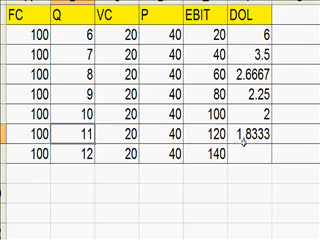 FC Q VC P EBIT DOL
100 6 20 40 20 6
100 7 20 40 40 3.5
100 8 20 40 60 2.6667
100 9 20 40 80 2.25
100 10 20 40 100 2
100 11 20 40 120 1.8333
100 12 20 40 140